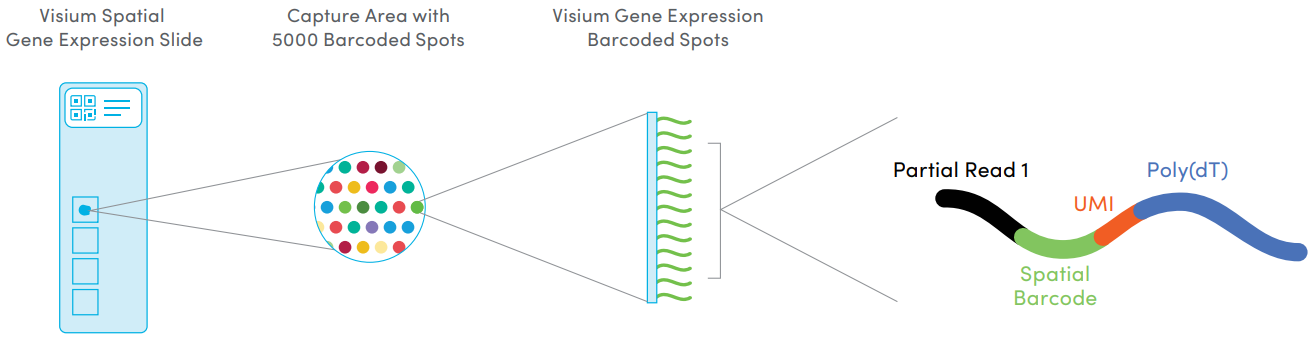 Visium Spatial
Gene Expression Slide
Capture Area with
5000 Barcoded Spots
Visium Gene Expression
Barcoded Spots
Partial Read 1
Poly(dT)
UMI
Spatial
Barcode